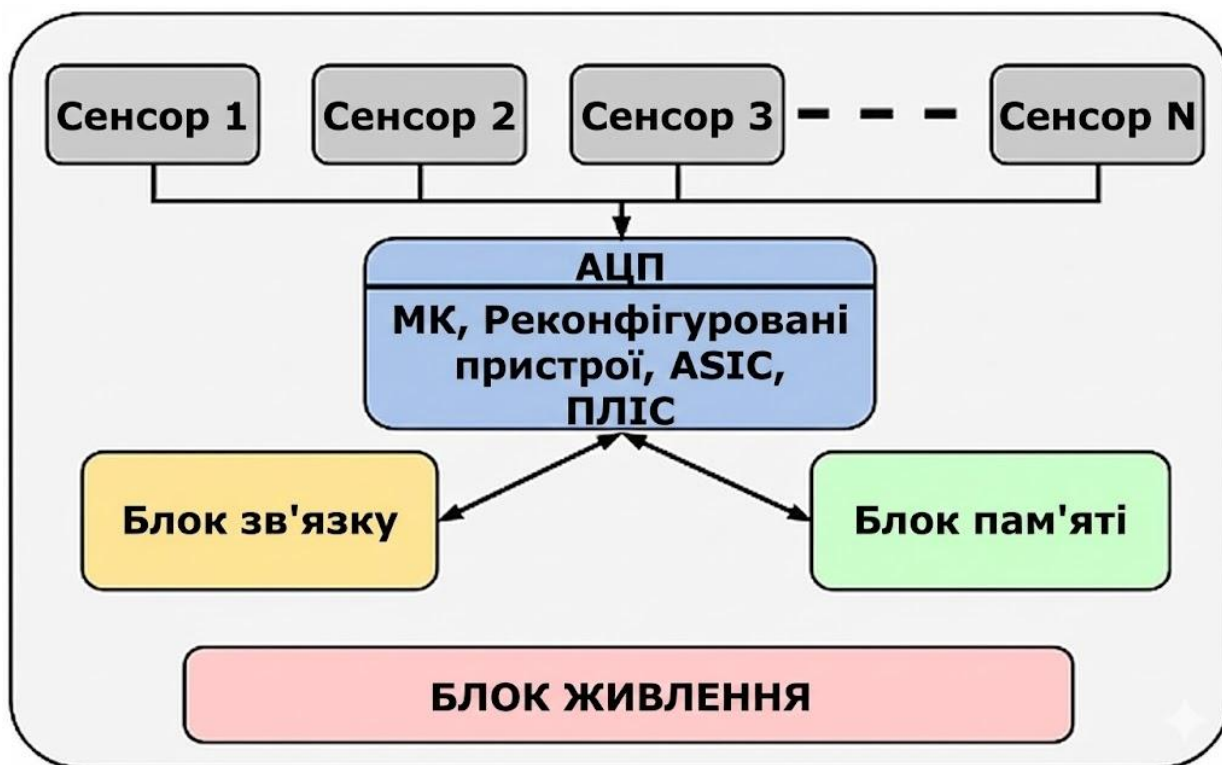 Сенсор 1 Сенсор 2 Сенсор 3 Сенсор N
АЦП
МК, Реконфігуровані
пристрої, ASIC,
ПЛІС
Блок зв'язку Блок пам'яті
БЛОК ЖИВЛЕННЯ